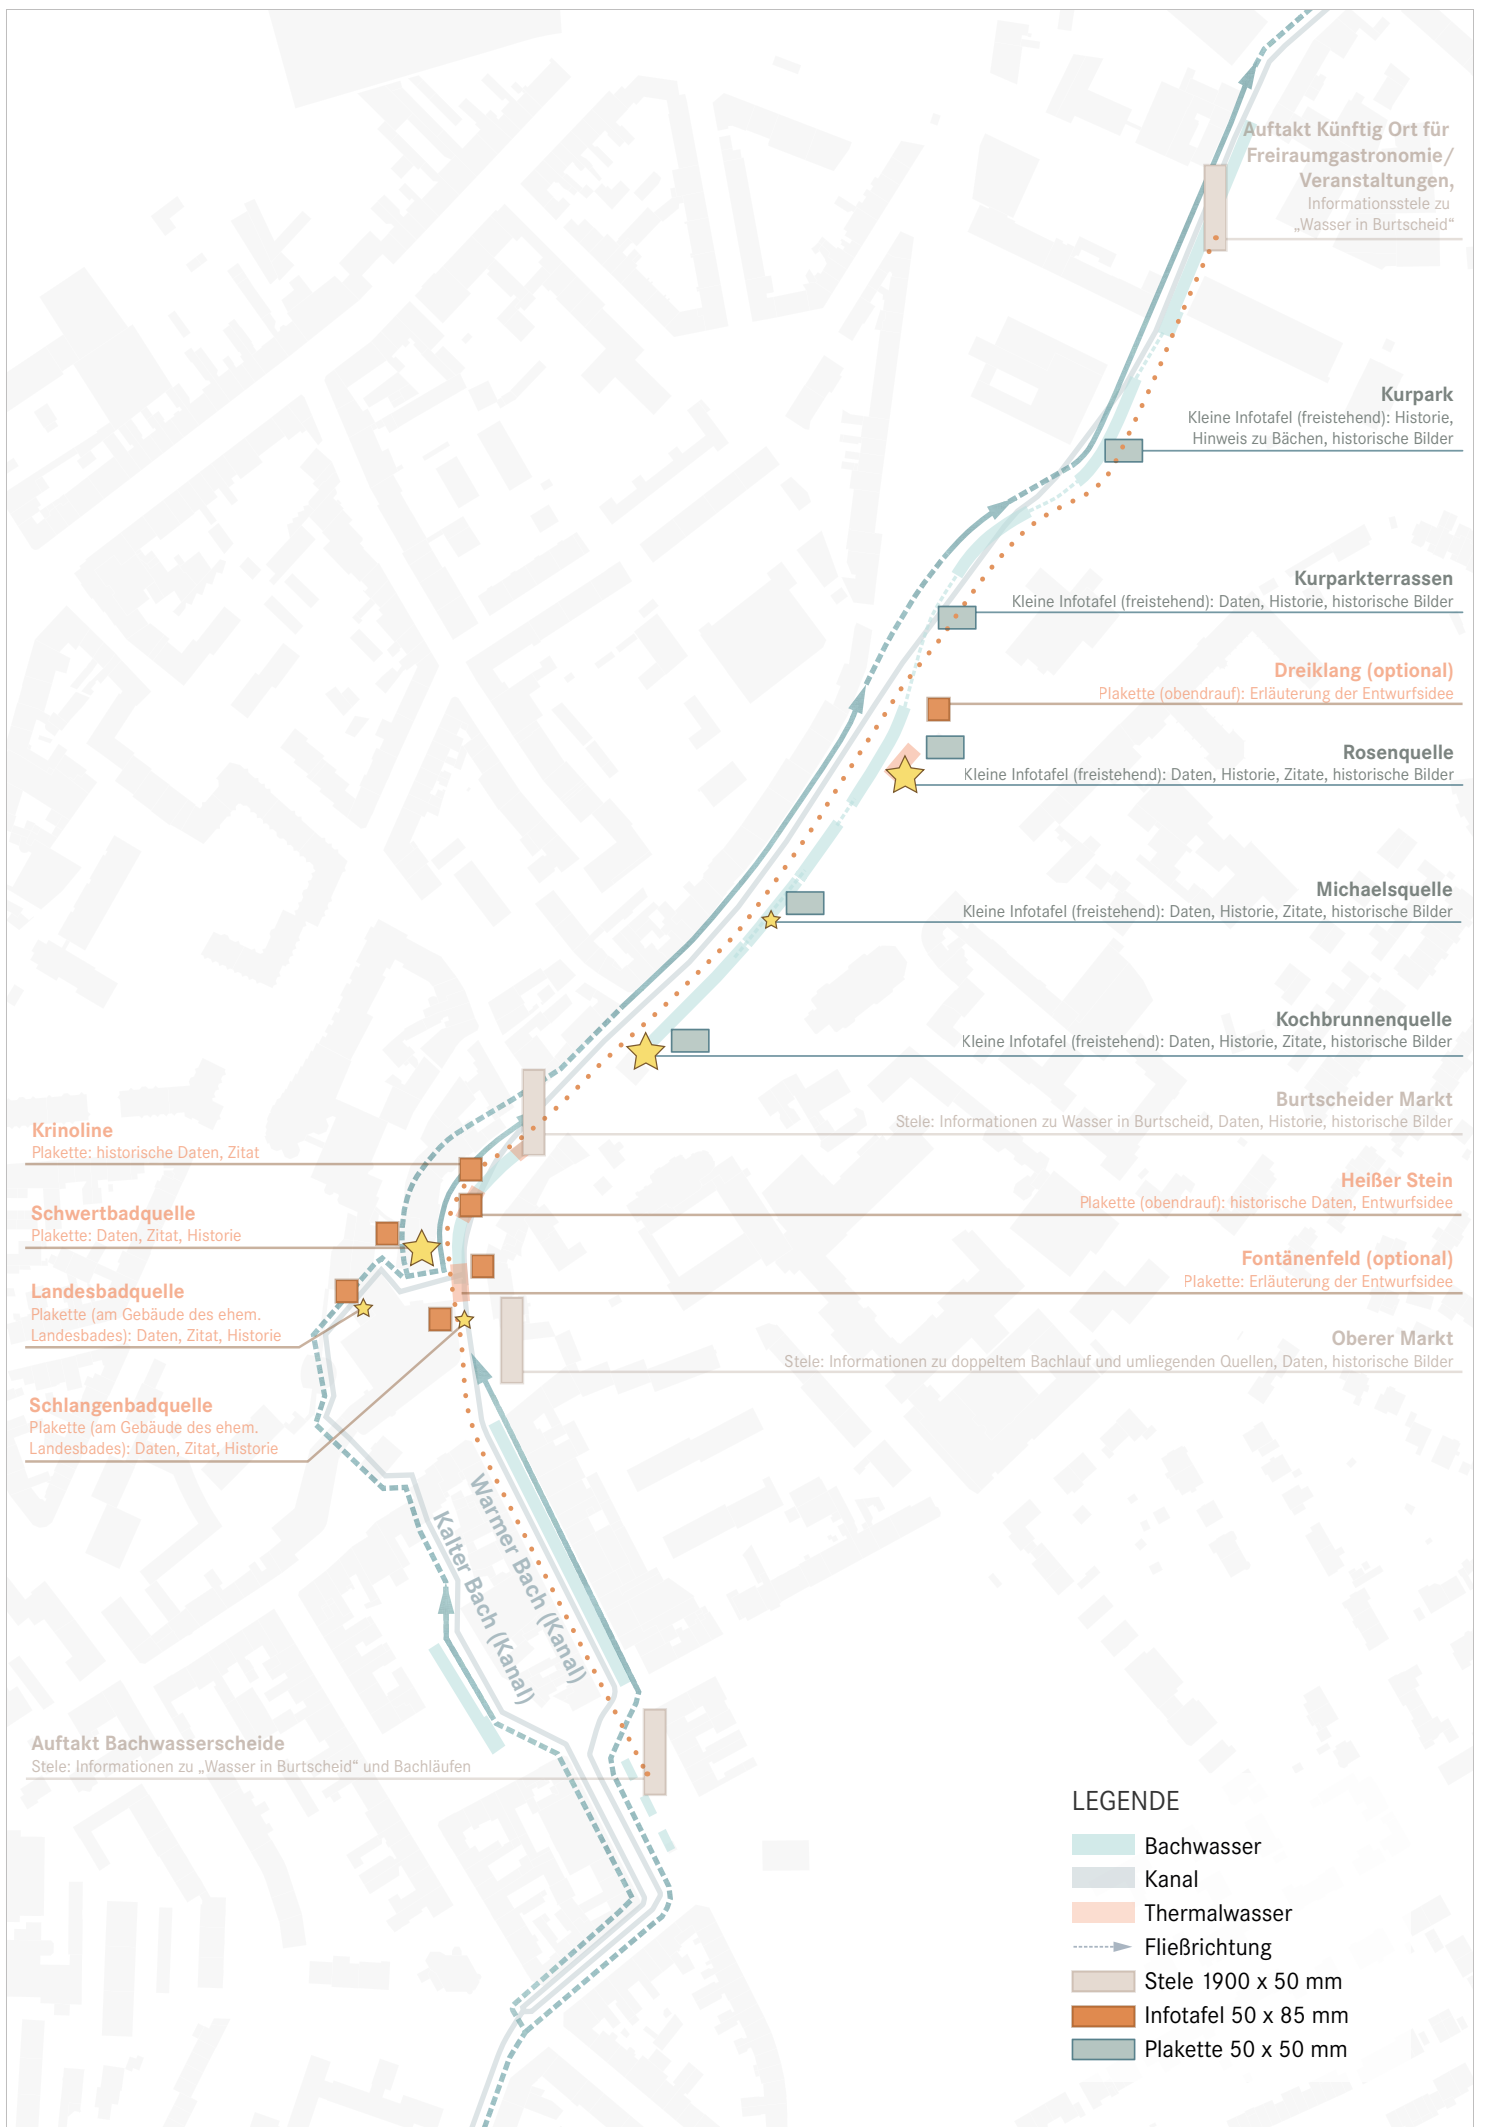 Auftakt Künftig Ort für
Freiraumgastronomie/
Veranstaltungen,
Informationsstele zu
„Wasser in Burtscheid“
Kurpark
Kleine Infotafel (freistehend): Historie,
Hinweis zu Bächen, historische Bilder
Kurparkterrassen
Kleine Infotafel (freistehend): Daten, Historie, historische Bilder
Dreiklang (optional)
Plakette (obendrauf): Erläuterung der Entwurfsidee
Rosenquelle
Kleine Infotafel (freistehend): Daten, Historie, Zitate, historische Bilder
Michaelsquelle
Kleine Infotafel (freistehend): Daten, Historie, Zitate, historische Bilder
Kochbrunnenquelle
Kleine Infotafel (freistehend): Daten, Historie, Zitate, historische Bilder
Burtscheider Markt
Stele: Informationen zu Wasser in Burtscheid, Daten, Historie, historische Bilder
Krinoline
Plakette: historische Daten, Zitat
Heißer Stein
Plakette (obendrauf): historische Daten, Entwurfsidee
Schwertbadquelle
Plakette: Daten, Zitat, Historie
Fontänenfeld (optional)
Plakette: Erläuterung der Entwurfsidee
Landesbadquelle
Plakette (am Gebäude des ehem.
Landesbades): Daten, Zitat, Historie
Oberer Markt
Stele: Informationen zu doppeltem Bachlauf und umliegenden Quellen, Daten, historische Bilder
Schlangenbadquelle
Plakette (am Gebäude des ehem.
Landesbades): Daten, Zitat, Historie
Warmer Bach (Kanal)
Kalter Bach (Kanal)
Auftakt Bachwasserscheide
Stele: Informationen zu „Wasser in Burtscheid“ und Bachläufen
LEGENDE
Bachwasser
Kanal
Thermalwasser
Fließrichtung
Stele 1900 x 50 mm
Infotafel 50 x 85 mm
Plakette 50 x 50 mm